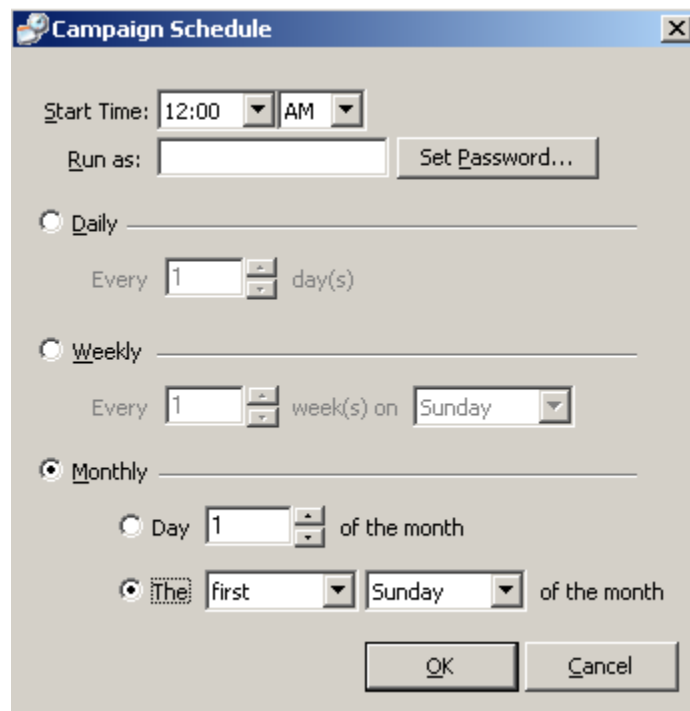 Campaign Schedule
Start Time: 12:00 AM
Run as: Set Password...
Daily
Every 1 day(s)
Weekly
Every 1 week(s) on Sunday
Monthly
Day 1 of the month
The first Sunday of the month
OK Cancel